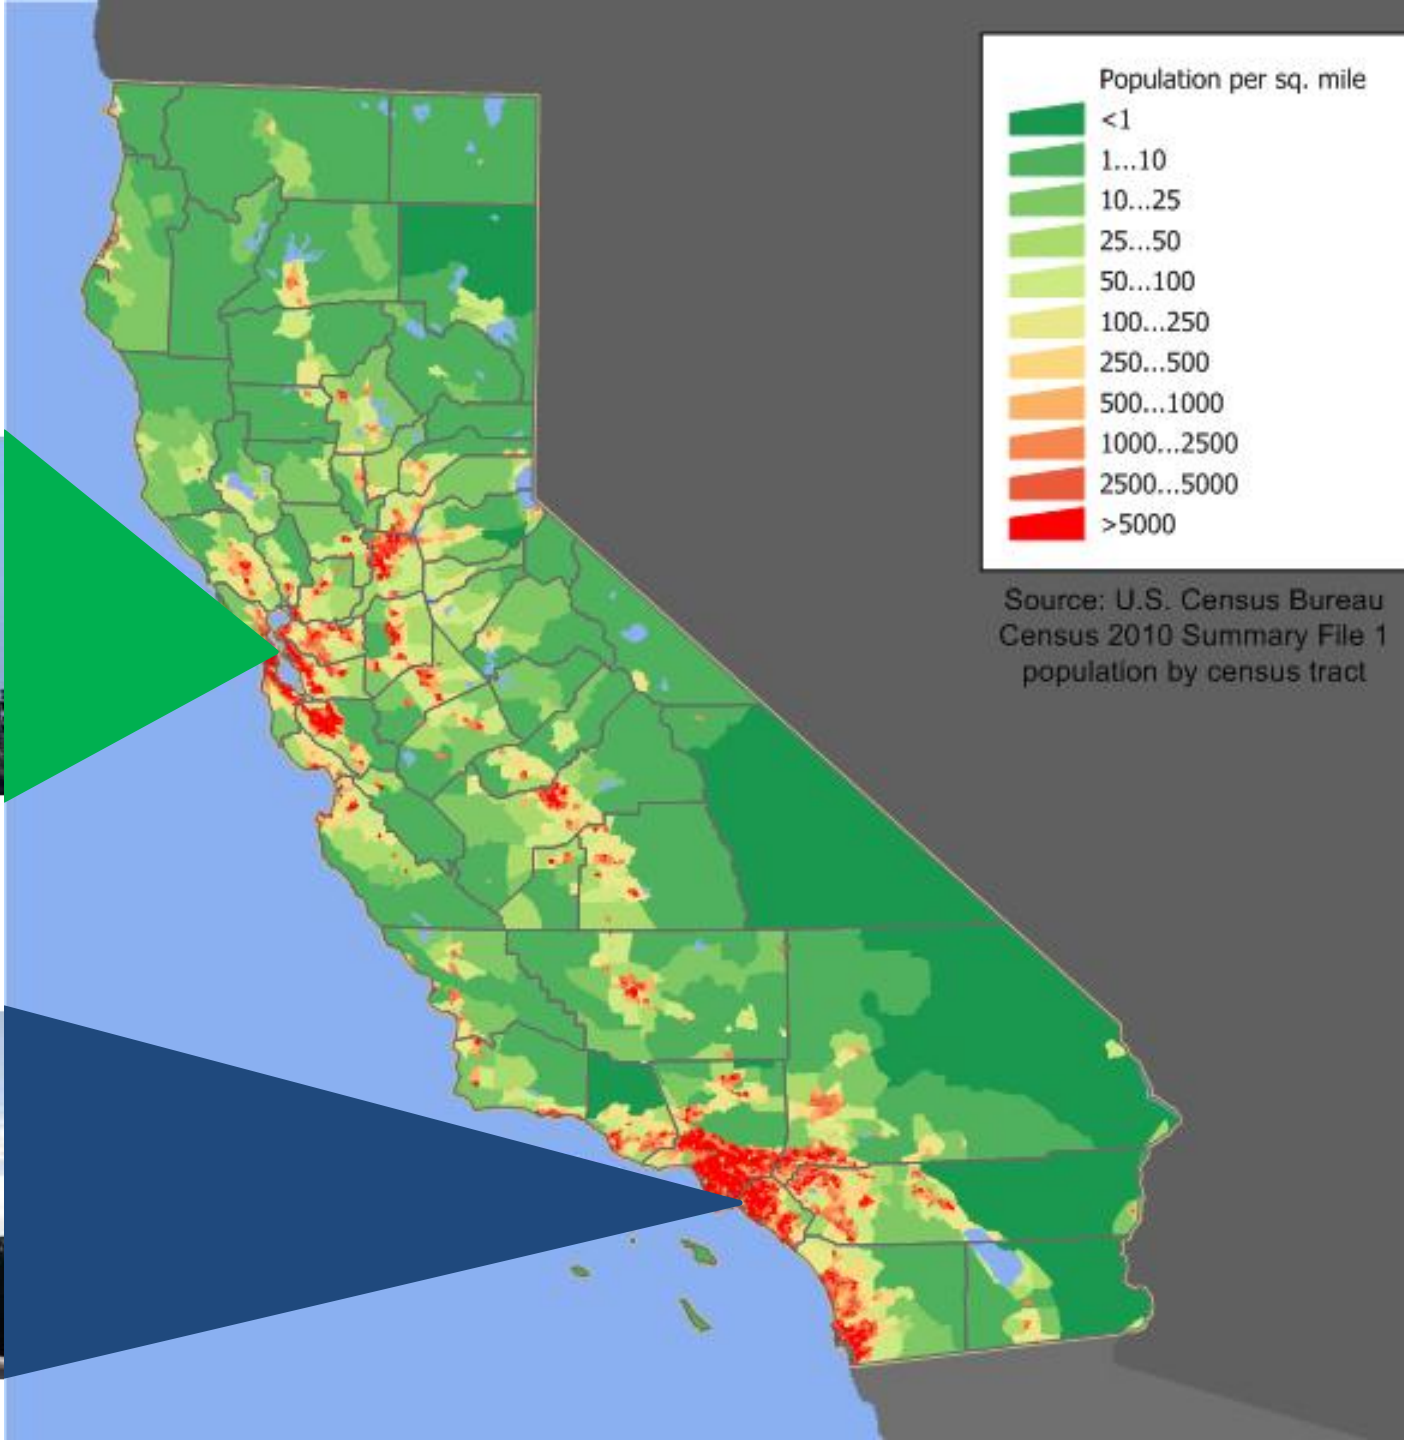 Population per sq. mile
<1
1...10
10...25
25...50
50...100
100...250
250...500
500...1000
1000...2500
2500...5000
>5000
Source: U.S. Census Bureau
Census 2010 Summary File 1
population by census tract